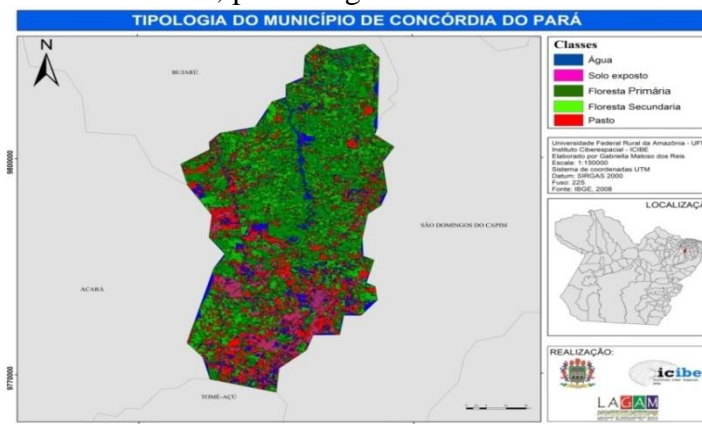 TIPOLOGIA DO MUNICÍPIO DE CONCÓRDIA DO PARÁ
N
BUJARÚ
9800000
SÃO DOMINGOS DO CAPIM
ACARÁ
9770000
TOMÉ-AÇÚ
Classes
Água
Solo exposto
Floresta Primária
Floresta Secundaria
Pasto
Universidade Federal Rural da Amazônia - UF
Instituto Ciberespacial - ICIBE
Elaborado por Gabriella Matoso dos Reis
Escala: 1:150000
Sistema de coordenadas UTM
Datum: SIRGAS 2000
Fuso: 22S
Fonte: IBGE, 2008
LOCALIZAÇ
REALIZAÇÃO:
icibe
LAGAM